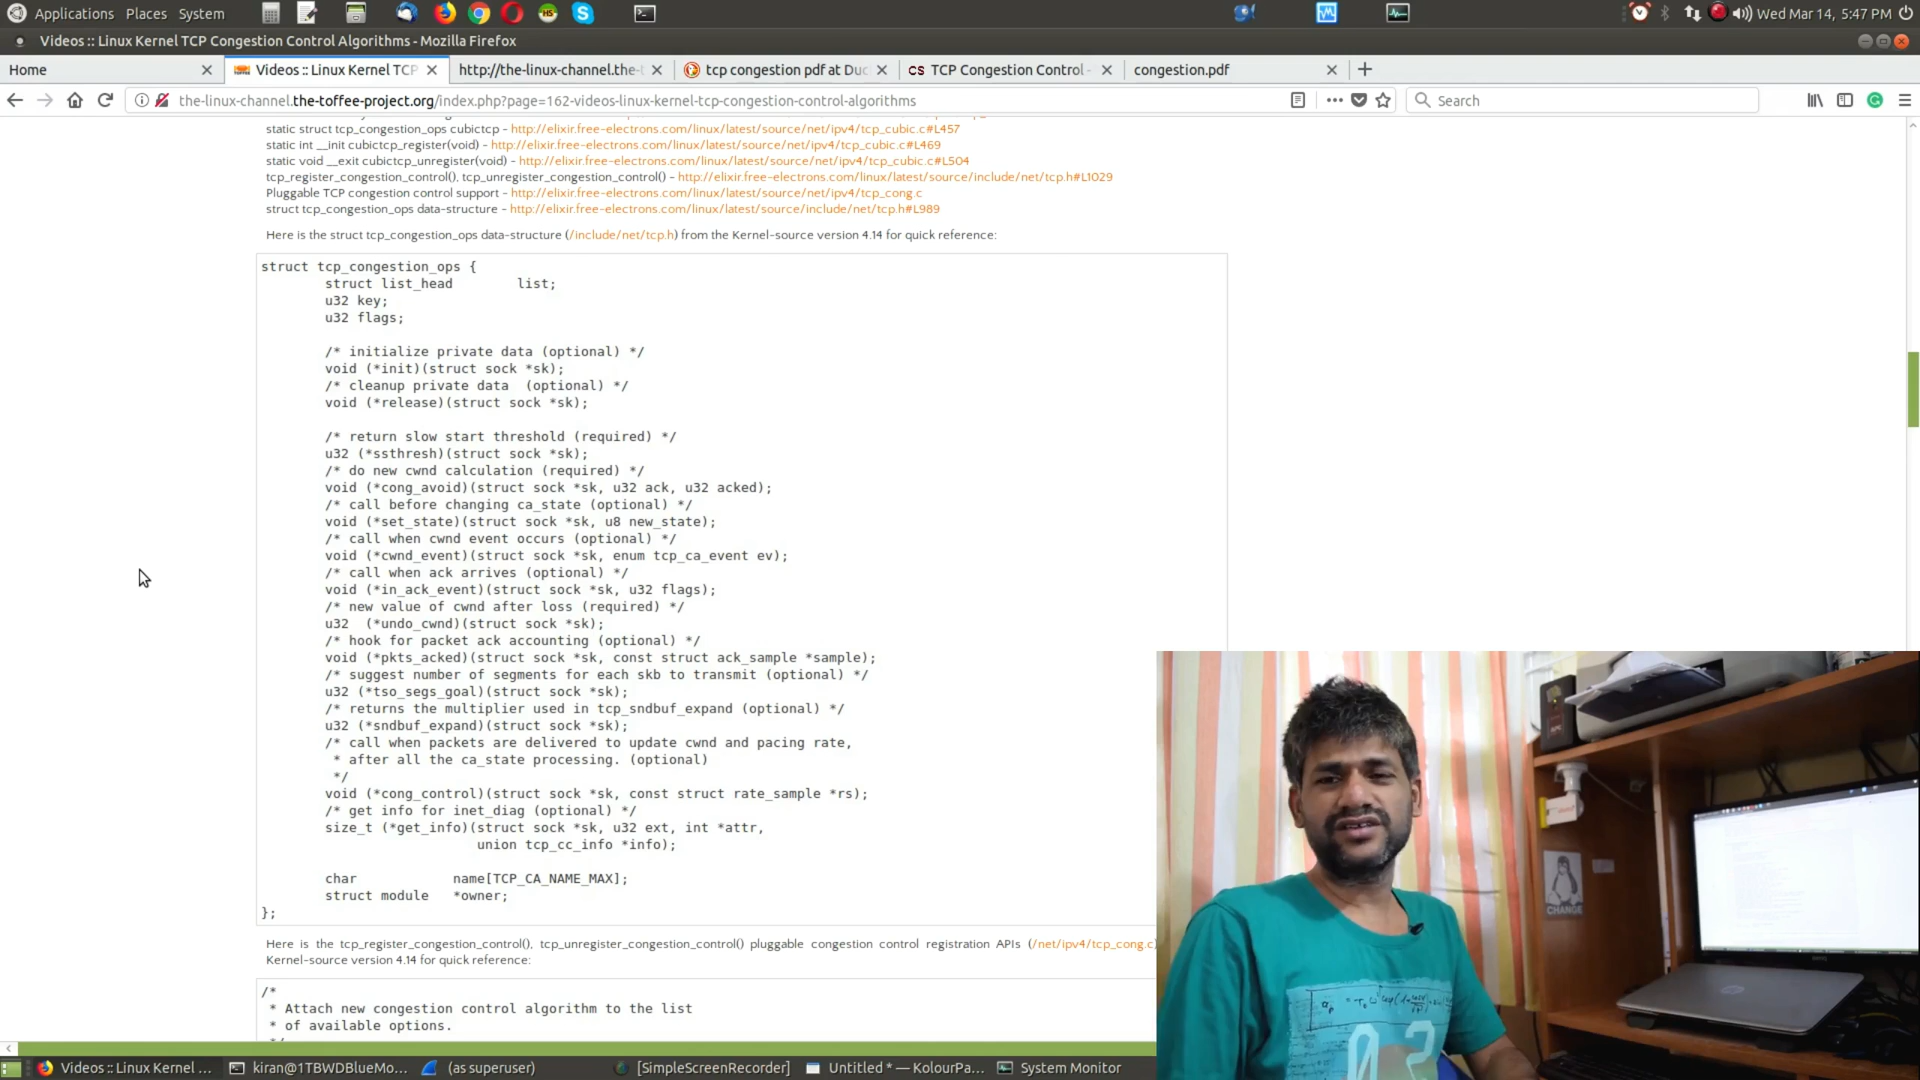 Applications Places System
Wed Mar 14, 5:47 PM
Videos :: Linux Kernel TCP Congestion Control Algorithms - Mozilla Firefox
Home
Videos :: Linux Kernel TCP
http://the-linux-channel.the-
tcp congestion pdf at Duc
cs TCP Congestion Control -
congestion.pdf
the-linux-channel.the-toffee-project.org/index.php?page=162-videos-linux-kernel-tcp-congestion-control-algorithms
Search
static struct tcp_congestion_ops cubictcp - http://elixir.free-electrons.com/linux/latest/source/net/ipv4/tcp_cubic.c#L457
static int __init cubictcp_register(void) - http://elixir.free-electrons.com/linux/latest/source/net/ipv4/tcp_cubic.c#L469
static void __exit cubictcp_unregister(void) - http://elixir.free-electrons.com/linux/latest/source/net/ipv4/tcp_cubic.c#L504
tcp_register_congestion_control(), tcp_unregister_congestion_control() - http://elixir.free-electrons.com/linux/latest/source/include/net/tcp.h#L1029
Pluggable TCP congestion control support - http://elixir.free-electrons.com/linux/latest/source/net/ipv4/tcp_cong.c
struct tcp_congestion_ops data-structure - http://elixir.free-electrons.com/linux/latest/source/include/net/tcp.h#L989
Here is the struct tcp_congestion_ops data-structure (/include/net/tcp.h) from the Kernel-source version 4.14 for quick reference:
struct tcp_congestion_ops {
struct list_head list;
u32 key;
u32 flags;
/* initialize private data (optional) */
void (*init)(struct sock *sk);
/* cleanup private data  (optional) */
void (*release)(struct sock *sk);
/* return slow start threshold (required) */
u32 (*ssthresh)(struct sock *sk);
/* do new cwnd calculation (required) */
void (*cong_avoid)(struct sock *sk, u32 ack, u32 acked);
/* call before changing ca_state (optional) */
void (*set_state)(struct sock *sk, u8 new_state);
/* call when cwnd event occurs (optional) */
void (*cwnd_event)(struct sock *sk, enum tcp_ca_event ev);
/* call when ack arrives (optional) */
void (*in_ack_event)(struct sock *sk, u32 flags);
/* new value of cwnd after loss (required) */
u32  (*undo_cwnd)(struct sock *sk);
/* hook for packet ack accounting (optional) */
void (*pkts_acked)(struct sock *sk, const struct ack_sample *sample);
/* suggest number of segments for each skb to transmit (optional) */
u32 (*tso_segs_goal)(struct sock *sk);
/* returns the multiplier used in tcp_sndbuf_expand (optional) */
u32 (*sndbuf_expand)(struct sock *sk);
/* call when packets are delivered to update cwnd and pacing rate,
* after all the ca_state processing. (optional)
*/
void (*cong_control)(struct sock *sk, const struct rate_sample *rs);
/* get info for inet_diag (optional) */
size_t (*get_info)(struct sock *sk, u32 ext, int *attr,
union tcp_cc_info *info);
char name[TCP_CA_NAME_MAX];
struct module *owner;
};
Here is the tcp_register_congestion_control(), tcp_unregister_congestion_control() pluggable congestion control registration APIs (/net/ipv4/tcp_cong.c)
Kernel-source version 4.14 for quick reference:
/*
* Attach new congestion control algorithm to the list
* of available options.
CHANGE
02
Videos :: Linux Kernel ...
kiran@1TBWDBlueMo...
(as superuser)
[SimpleScreenRecorder]
Untitled * — KolourPa...
System Monitor